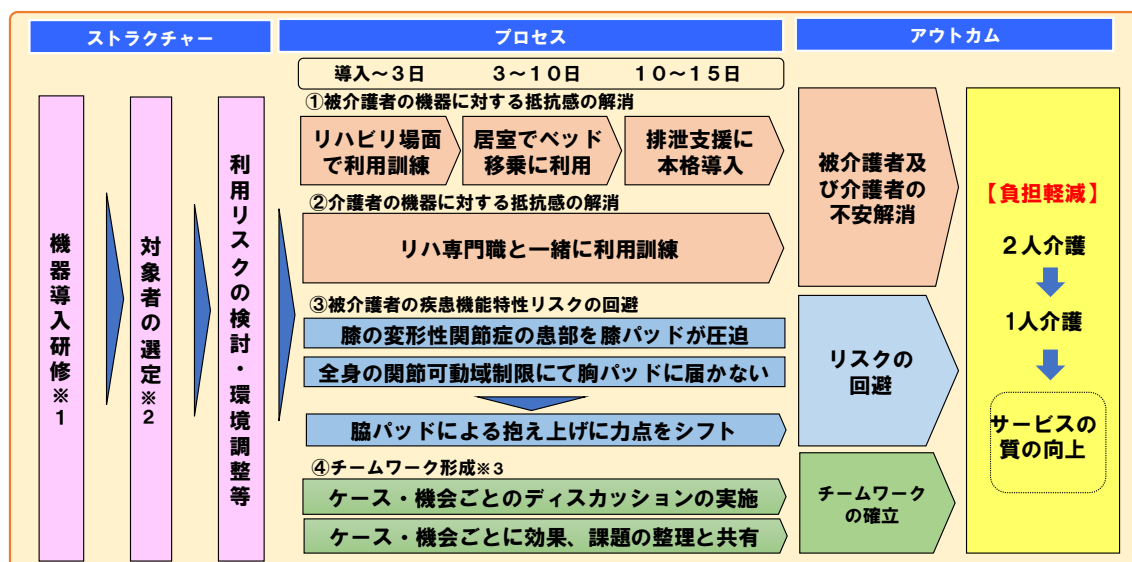 ストラクチャー
プロセス
アウトカム
機器導入研修※1
対象者の選定※2
利用リスクの検討・環境調整等
導入～3日
3～10日
10～15日
①被介護者の機器に対する抵抗感の解消
リハビリ場面
で利用訓練
居室でベッド
移乗に利用
排泄支援に
本格導入
②介護者の機器に対する抵抗感の解消
リハ専門職と一緒に利用訓練
③被介護者の疾患機能特性リスクの回避
膝の変形性関節症の患部を膝パッドが圧迫
全身の関節可動域制限にて胸パッドに届かない
脇パッドによる抱え上げに力点をシフト
④チームワーク形成※3
ケース・機会ごとのディスカッションの実施
ケース・機会ごとに効果、課題の整理と共有
被介護者及
び介護者の
不安解消
リスクの
回避
チームワーク
の確立
【負担軽減】
2人介護
1人介護
サービスの
質の向上